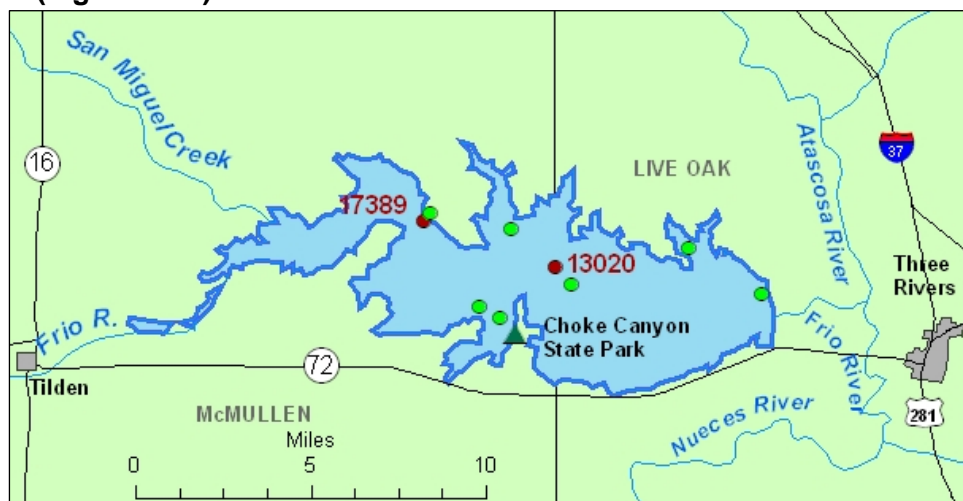 San Miguel Creek
16
LIVE OAK
37
Atascosa River
17389
13020
Three
Rivers
Frio R.
Choke Canyon
State Park
Frio River
72
Tilden
McMULLEN
Nueces River
281
Miles
0 5 10